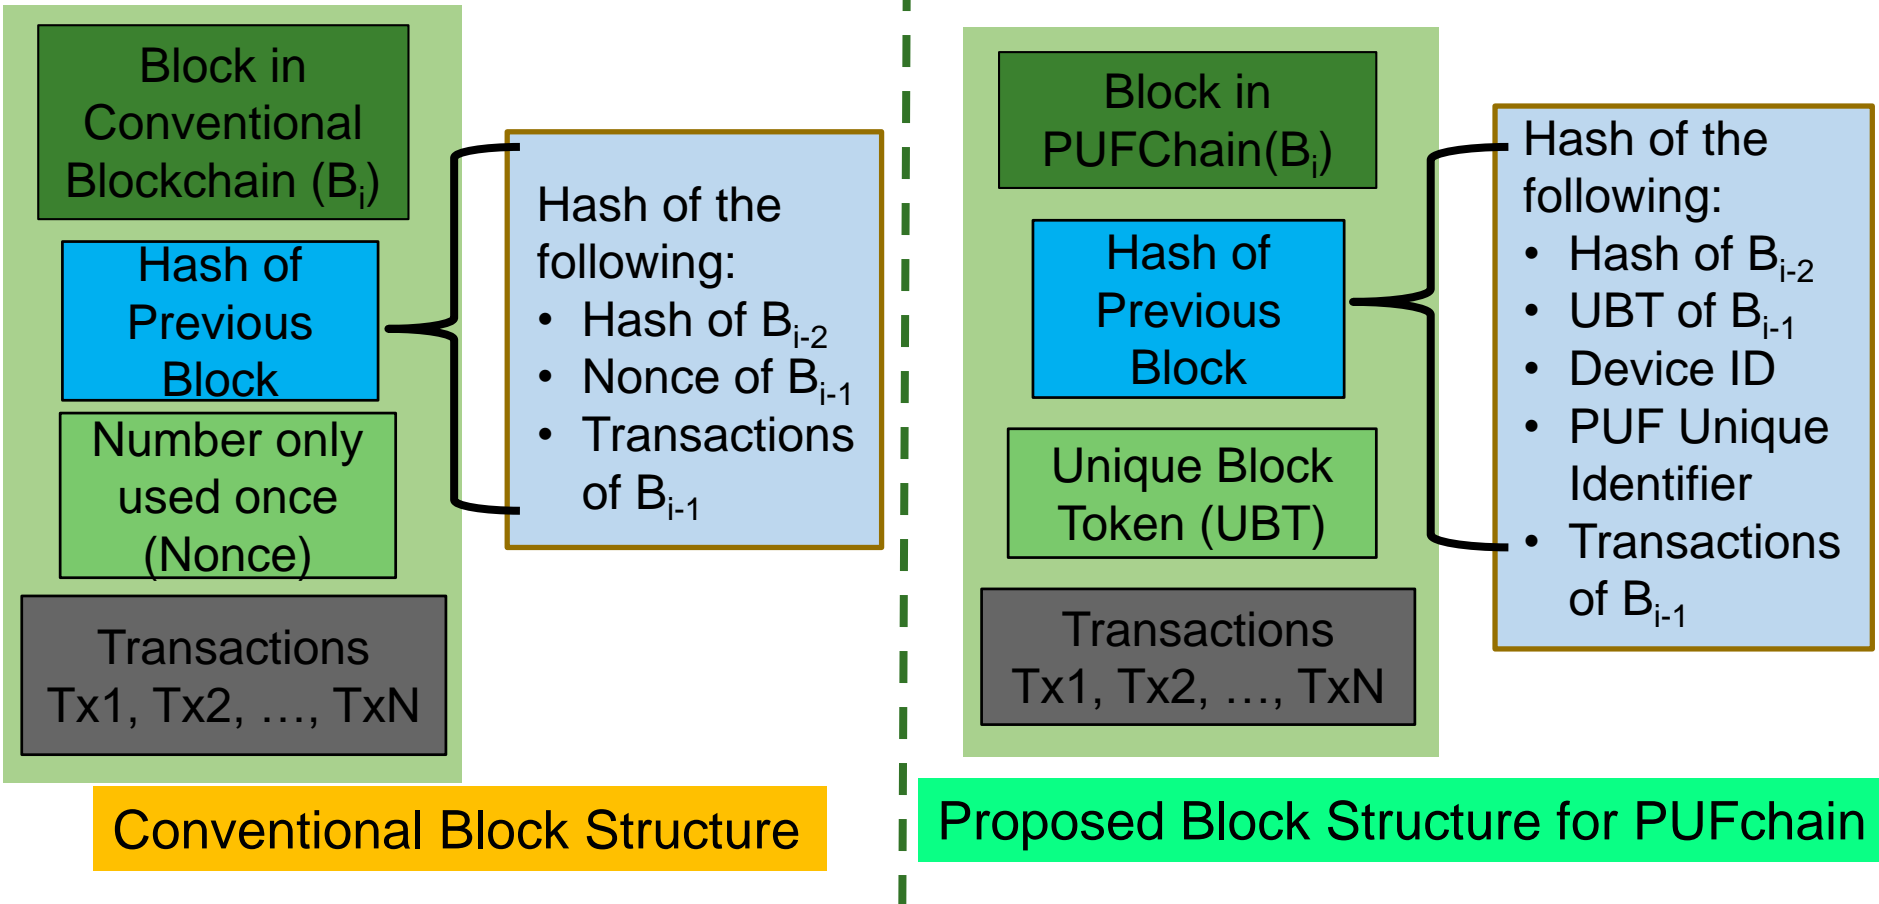 Block in
Conventional
Blockchain (Bi)
Hash of
Previous
Block
Number only
used once
(Nonce)
Transactions
Tx1, Tx2, …, TxN
Hash of the
following:
• Hash of Bi-2
• Nonce of Bi-1
• Transactions
of Bi-1
Conventional Block Structure
Block in
PUFChain(Bi)
Hash of
Previous
Block
Unique Block
Token (UBT)
Transactions
Tx1, Tx2, …, TxN
Hash of the
following:
• Hash of Bi-2
• UBT of Bi-1
• Device ID
• PUF Unique
Identifier
• Transactions
of Bi-1
Proposed Block Structure for PUFchain